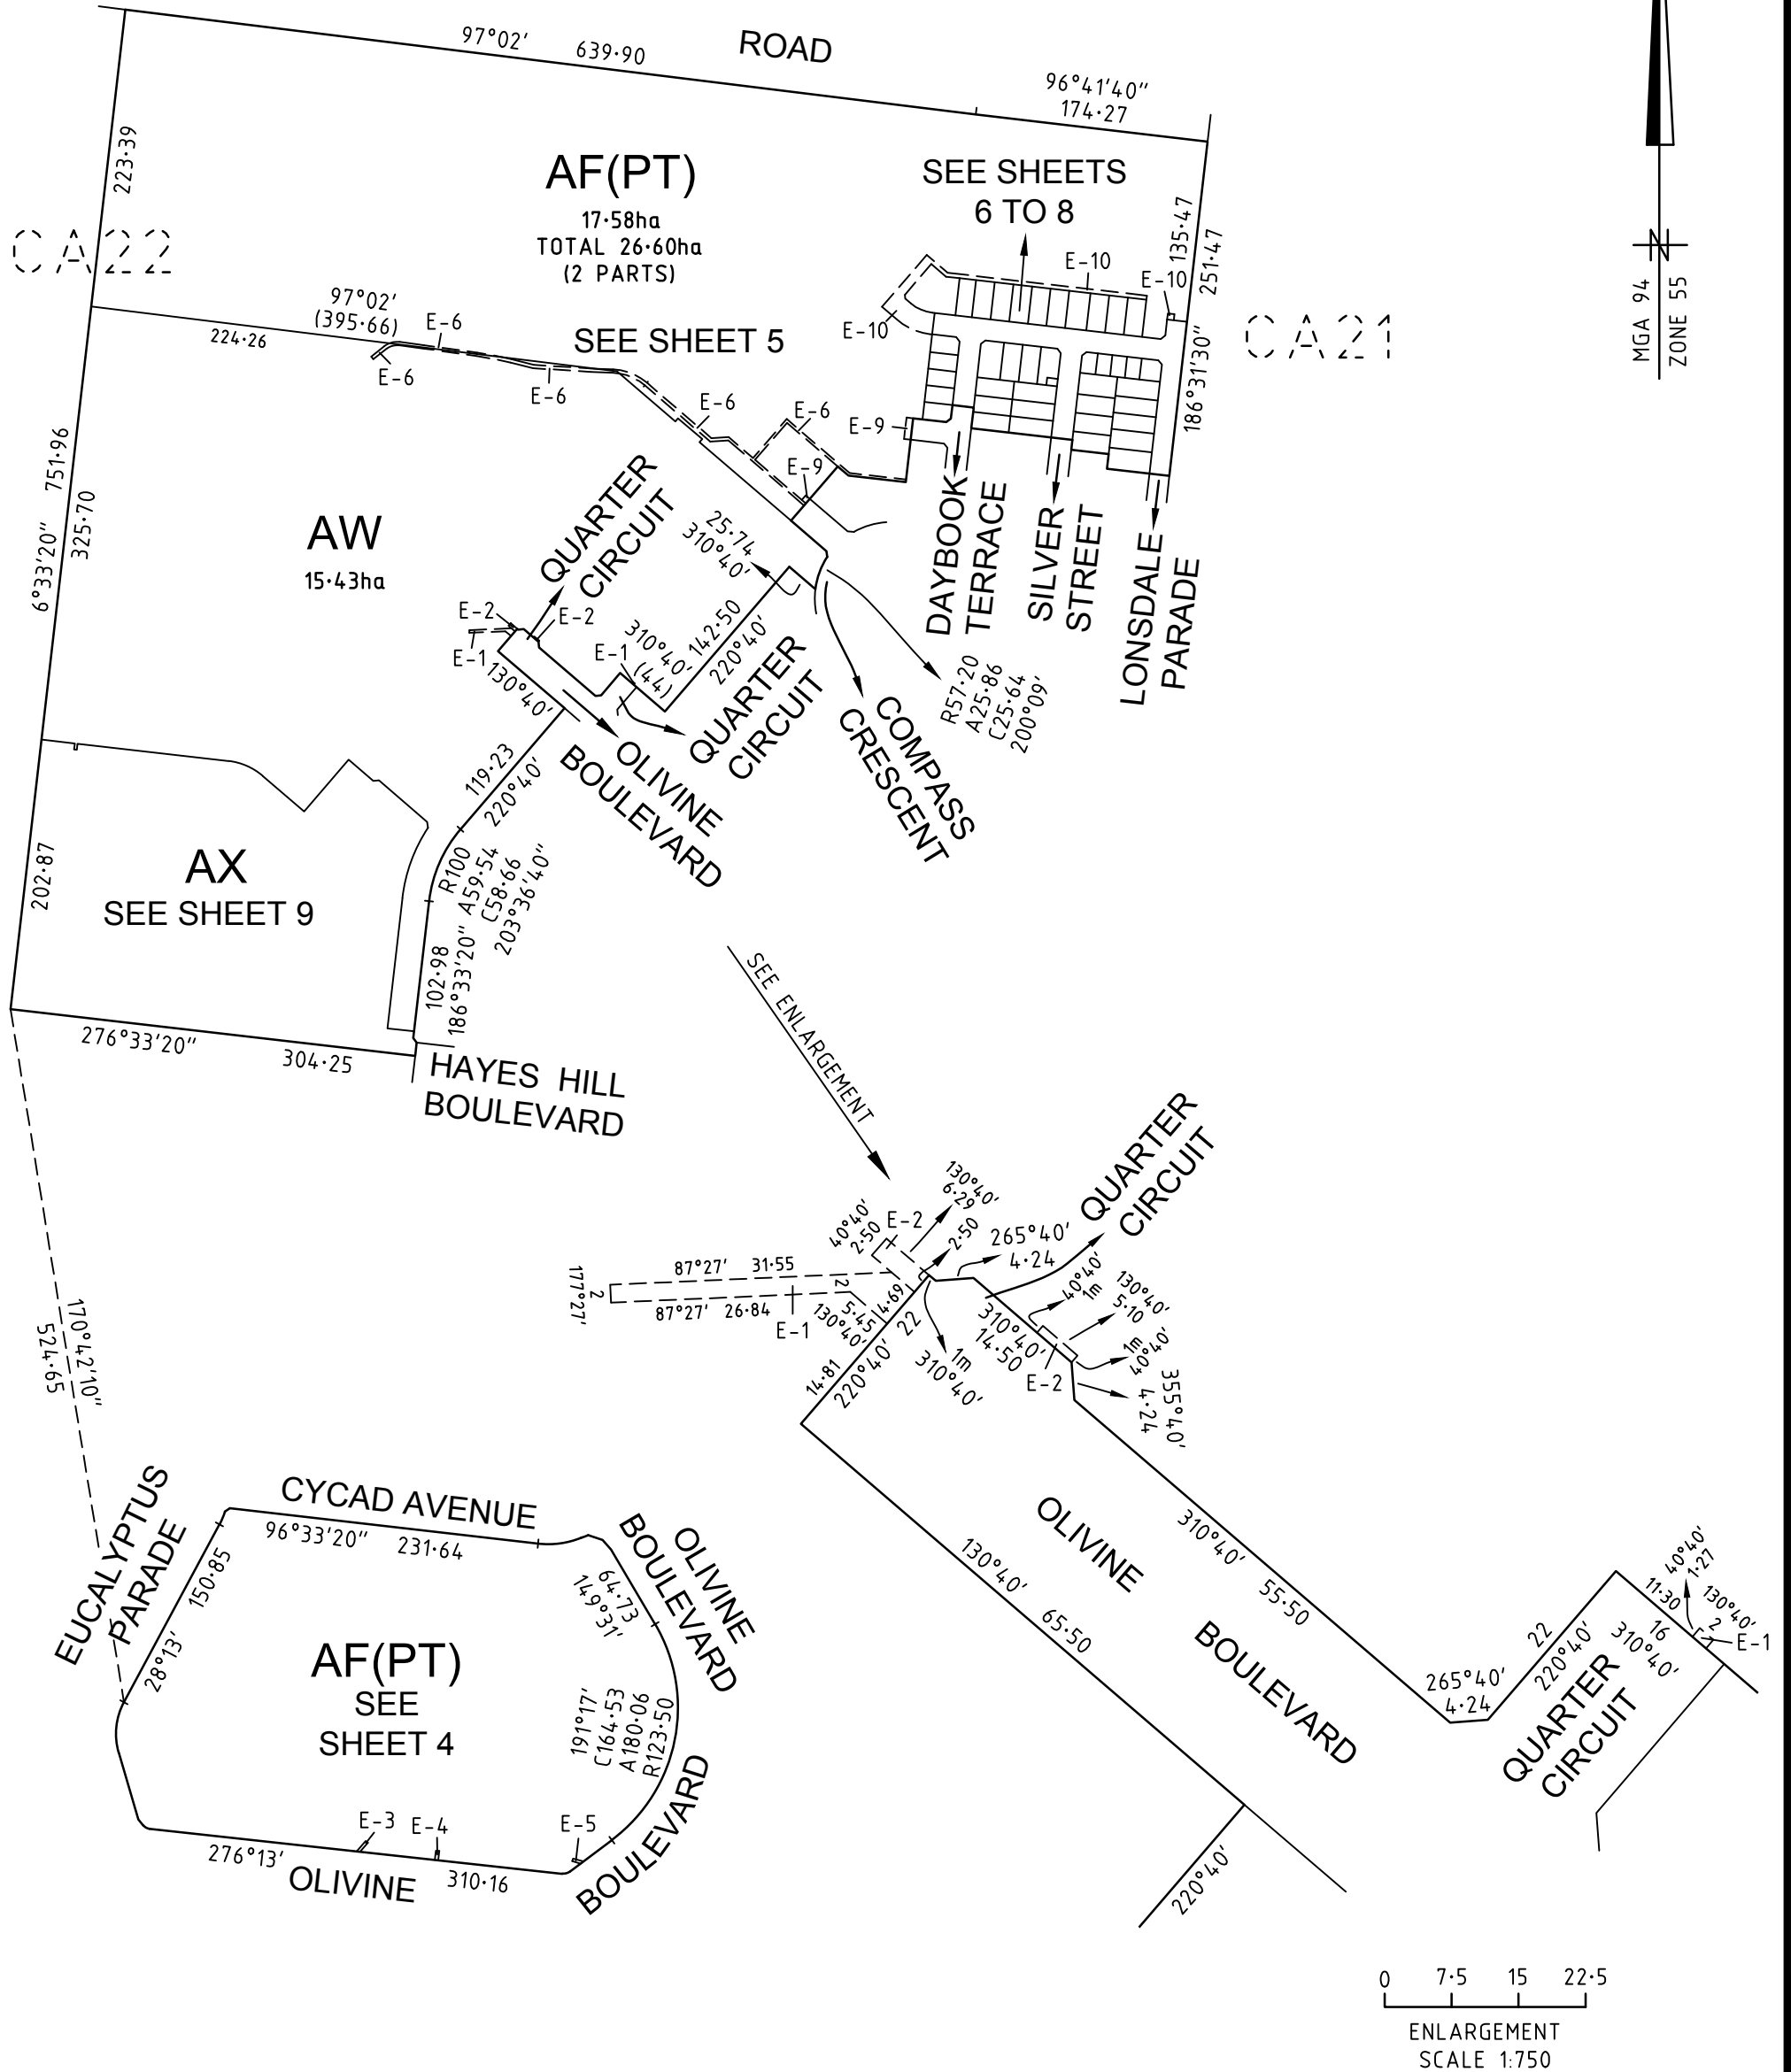 97°02' 639·90
ROAD
96°41'40"
174·27
223·39
AF(PT)
17·58ha
TOTAL 26·60ha
(2 PARTS)
SEE SHEETS
6 TO 8
135·47
251·47
186°31'30"
CA22
CA21
MGA 94
ZONE 55
N
E-10
E-10
E-10
97°02'
(395·66)
224·26
E-6
E-6
E-6
SEE SHEET 5
E-6
E-6
E-9
E-9
6°33'20" 751·96
325·70
AW
15·43ha
QUARTER
CIRCUIT
25·74
310°40'
DAYBOOK
TERRACE
SILVER
STREET
LONSDALE
PARADE
E-2
E-2
E-1
130°40'
310°40'
(44)
E-1
142·50
220°40'
QUARTER
CIRCUIT
R57·20
A25·86
C25·64
200°09'
COMPASS
CRESCENT
OLIVINE
BOULEVARD
119·23
220°40'
202·87
AX
SEE SHEET 9
R100
A59·54
C58·66
203°36'40"
102·98
186°33'20"
276°33'20" 304·25
HAYES HILL
BOULEVARD
SEE ENLARGEMENT
170°42'10"
524·65
QUARTER
CIRCUIT
130°40'
6·29
40°40'
2·50
E-2
2·50
265°40'
4·24
87°27' 31·55
177°27'
2
2
87°27' 26·84
E-1
5·45
130°40'
4·69
22
14·81
220°40'
1m
310°40'
310°40'
14·50
40°40'
1m
130°40'
5·10
1m
40°40'
E-2
355°40'
4·24
OLIVINE
BOULEVARD
310°40' 55·50
130°40' 65·50
265°40'
4·24
22
220°40'
QUARTER
CIRCUIT
16
310°40'
11·30
40°40'
1·27
130°40'
2
E-1
220°40'
EUCALYPTUS
PARADE
CYCAD AVENUE
96°33'20" 231·64
OLIVINE
BOULEVARD
150·85
28°13'
64·73
149°31'
AF(PT)
SEE
SHEET 4
191°17'
C164·53
A180·06
R123·50
E-3
E-4
E-5
276°13' 310·16
OLIVINE
BOULEVARD
0 7·5 15 22·5
ENLARGEMENT
SCALE 1:750